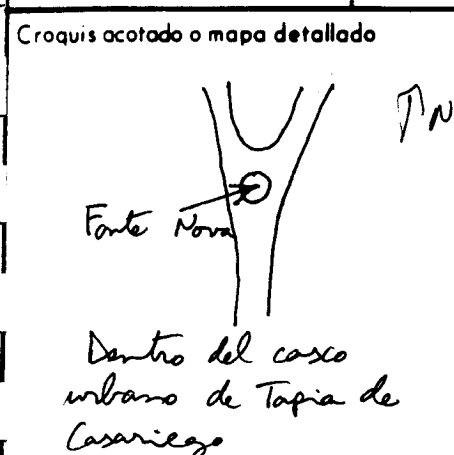 Croquis acotado o mapa detallado
N
Fonte Nova
Dentro del casco
urbano de Tapia de
Casariego